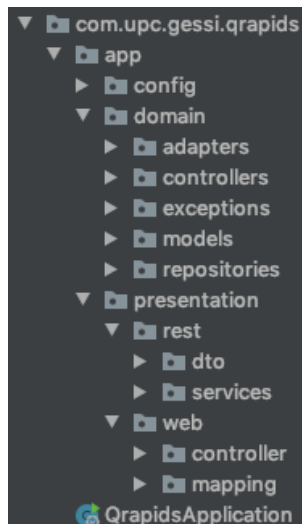 com.upc.gessi.qrapids
app
config
domain
adapters
controllers
exceptions
models
repositories
presentation
rest
dto
services
web
controller
mapping
QrapidsApplication